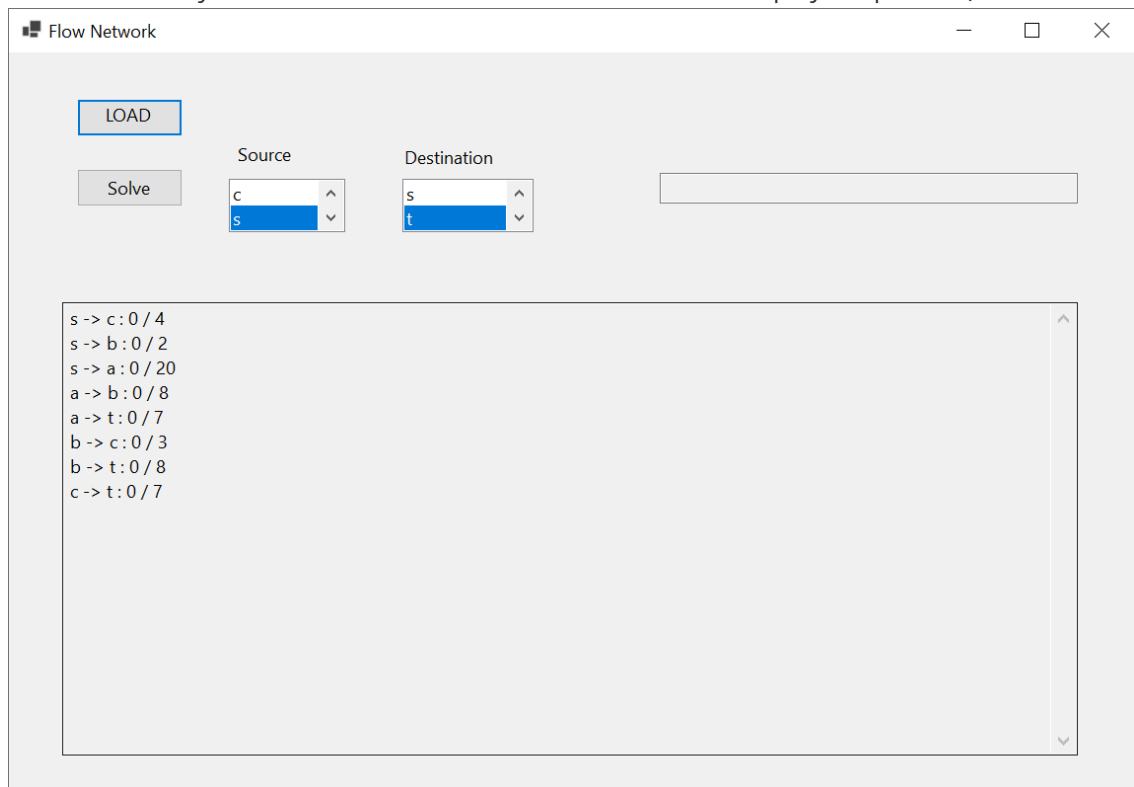 Flow Network
LOAD
Source
Destination
Solve
c
s
s
t
s -> c : 0 / 4
s -> b : 0 / 2
s -> a : 0 / 20
a -> b : 0 / 8
a -> t : 0 / 7
b -> c : 0 / 3
b -> t : 0 / 8
c -> t : 0 / 7